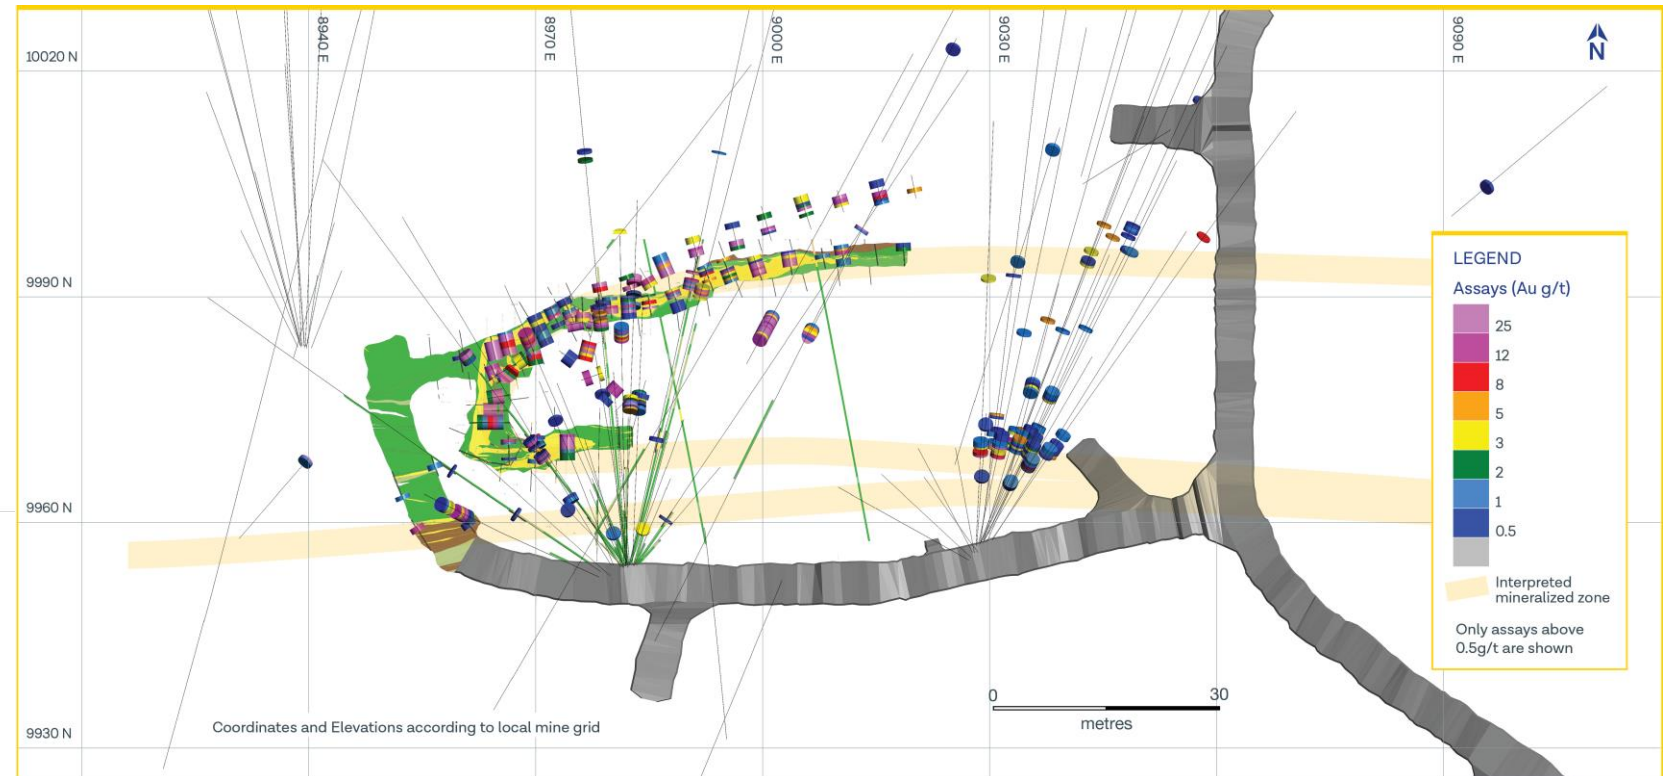 8940 E
8970 E
9000 E
9030 E
9090 E
N
10020 N
9990 N
9960 N
9930 N
LEGEND
Assays (Au g/t)
25
12
8
5
3
2
1
0.5
Interpreted
mineralized zone
Only assays above
0.5g/t are shown
0
30
metres
Coordinates and Elevations according to local mine grid